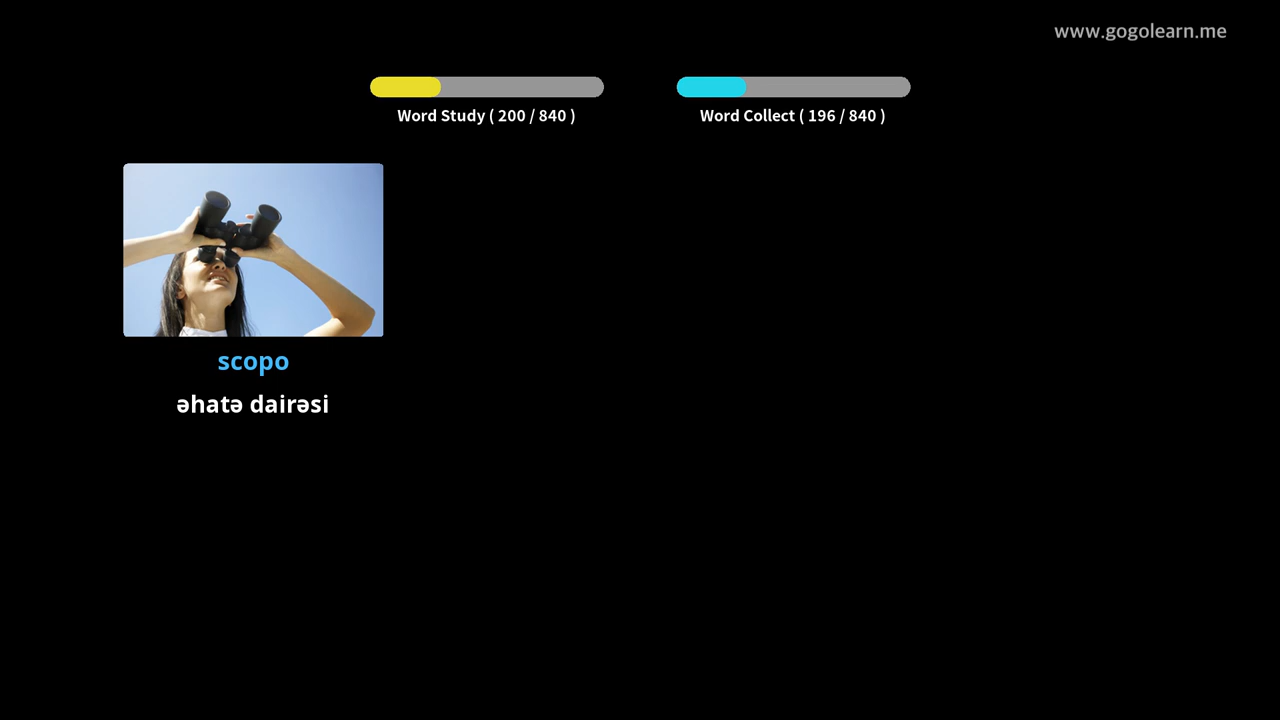 www.gogolearn.me
Word Study ( 200 / 840 )
Word Collect ( 196 / 840 )
scopo
əhatə dairəsi